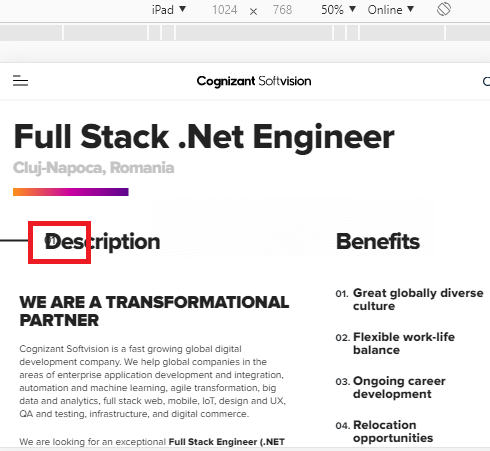 iPad ▼ 1024 × 768 50% ▼ Online ▼
Cognizant Softvision
Full Stack .Net Engineer
Cluj-Napoca, Romania
Description
WE ARE A TRANSFORMATIONAL
PARTNER
Cognizant Softvision is a fast growing global digital
development company. We help global companies in the
areas of enterprise application development and integration,
automation and machine learning, agile transformation, big
data and analytics, full stack web, mobile, IoT, design and UX,
QA and testing, infrastructure, and digital commerce.
We are looking for an exceptional Full Stack Engineer (.NET
Benefits
01. Great globally diverse
culture
02. Flexible work-life
balance
03. Ongoing career
development
04. Relocation
opportunities